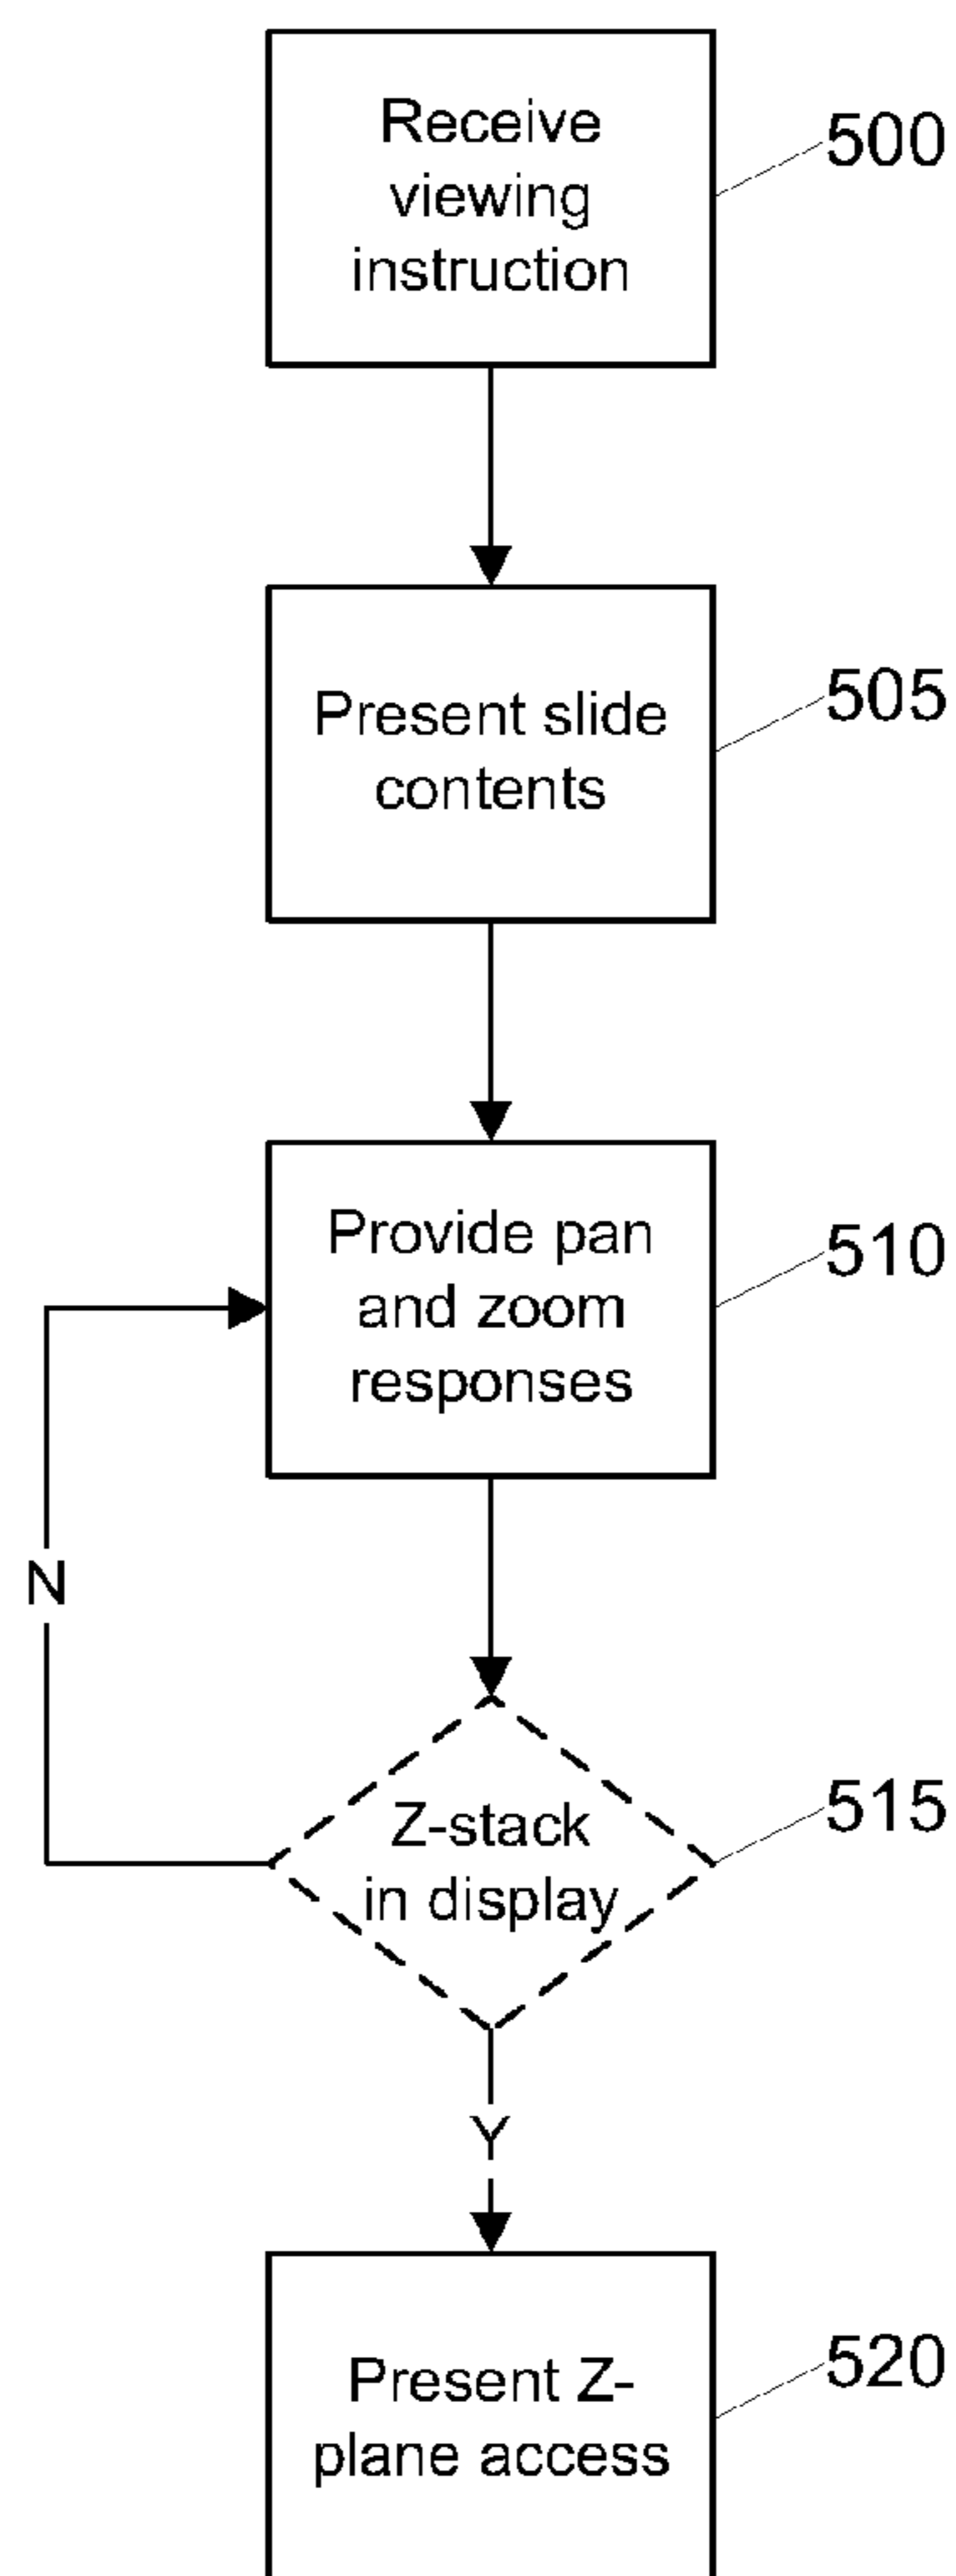 Receive
viewing
instruction
500
Present slide
contents
505
Provide pan
and zoom
responses
510
N
Z-stack
in display
515
Y
Present Z-
plane access
520